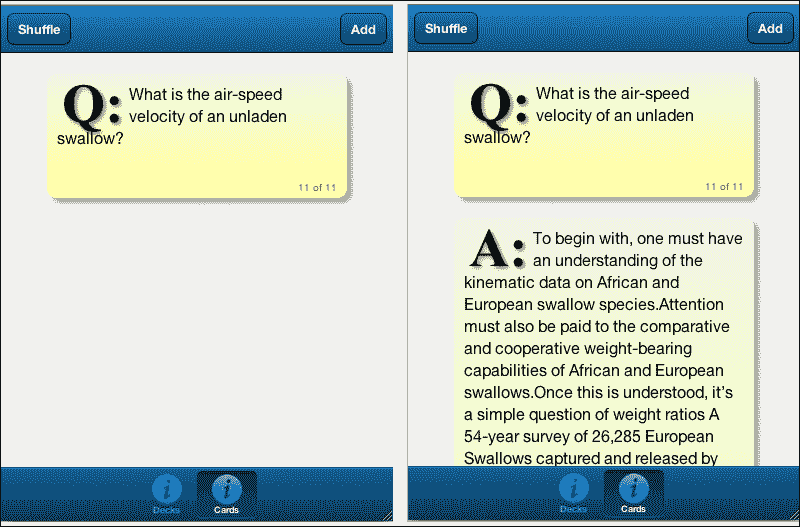 Shuffle
Add
Q: What is the air-speed
velocity of an unladen
swallow?
11 of 11
Decks
Cards
Shuffle
Add
Q: What is the air-speed
velocity of an unladen
swallow?
11 of 11
A: To begin with, one must have
an understanding of the
kinematic data on African and
European swallow species.Attention
must also be paid to the comparative
and cooperative weight-bearing
capabilities of African and European
swallows.Once this is understood, it's
a simple question of weight ratios A
54-year survey of 26,285 European
Swallows captured and released by
Decks
Cards